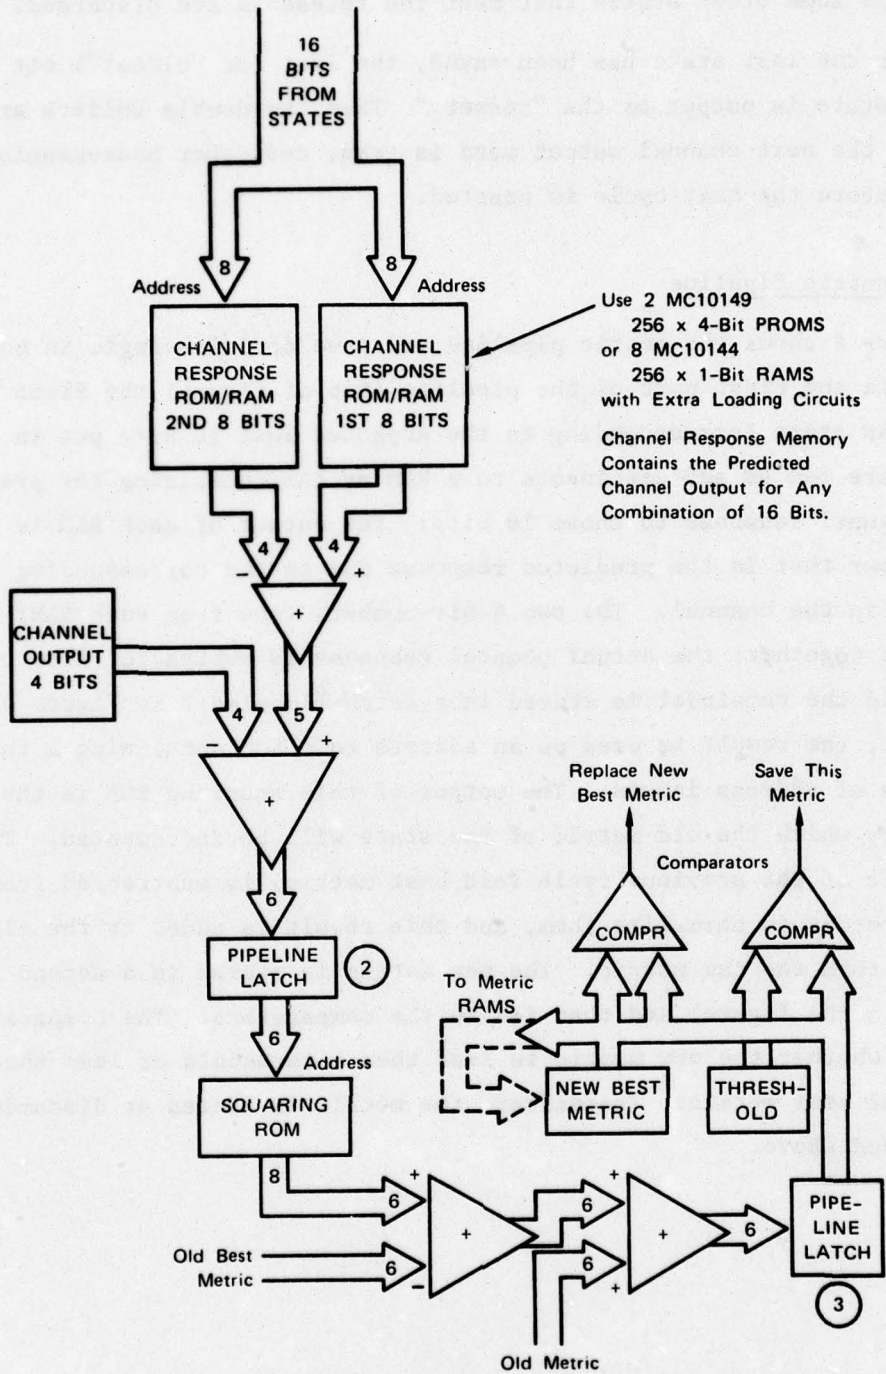 16
BITS
FROM
STATES
8
8
Address
Address
CHANNEL
RESPONSE
ROM/RAM
2ND 8 BITS
CHANNEL
RESPONSE
ROM/RAM
1ST 8 BITS
Use 2 MC10149
256 x 4-Bit PROMS
or 8 MC10144
256 x 1-Bit RAMS
with Extra Loading Circuits
Channel Response Memory
Contains the Predicted
Channel Output for Any
Combination of 16 Bits.
4
4
−
+
+
CHANNEL
OUTPUT
4 BITS
4
5
+
+
6
PIPELINE
LATCH
2
6
Address
SQUARING
ROM
8
Replace New
Best Metric
Save This
Metric
Comparators
COMPR
COMPR
To Metric
RAMS
NEW BEST
METRIC
THRESH-
OLD
+
6
Old Best
Metric
6
−
+
+
6
6
+
+
6
PIPE-
LINE
LATCH
3
Old Metric